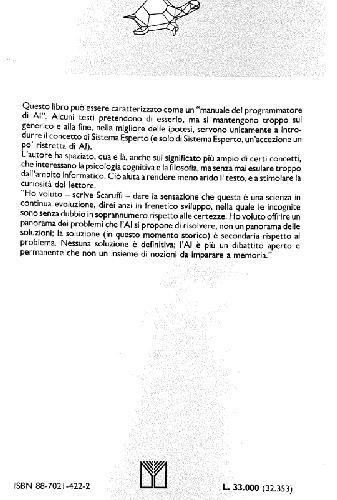 Questo libro può essere caratterizzato come un "manuale del programmatore
di AI". Alcuni testi pretendono di esserlo, ma si mantengono troppo sul
generico e alla fine, nella migliore delle ipotesi, servono unicamente a intro-
durre il concetto di Sistema Esperto (e solo di Sistema Esperto, un'accezione un
po' ristretta di AI).
L'autore ha spaziato, qua e là, anche sul significato più ampio di certi concetti,
che interessano la psicologia cognitiva e la filosofia, ma senza mai esulare troppo
dall'ambito informatico. Ciò aiuta a rendere meno arido il testo, e a stimolare la
curiosità del lettore.
"Ho voluto - scrive Scaruffi - dare la sensazione che questa è una scienza in
continua evoluzione, direi anzi in frenetico sviluppo, nella quale le incognite
sono senza dubbio in soprannumero rispetto alle certezze. Ho voluto offrire un
panorama dei problemi che l'AI si propone di risolvere, non un panorama delle
soluzioni; la soluzione (in questo momento storico) è secondaria rispetto al
problema. Nessuna soluzione è definitiva; l'AI è più un dibattito aperto e
permanente che non un insieme di nozioni da imparare a memoria."
ISBN 88-7021-422-2
L. 33.000 (32.353)